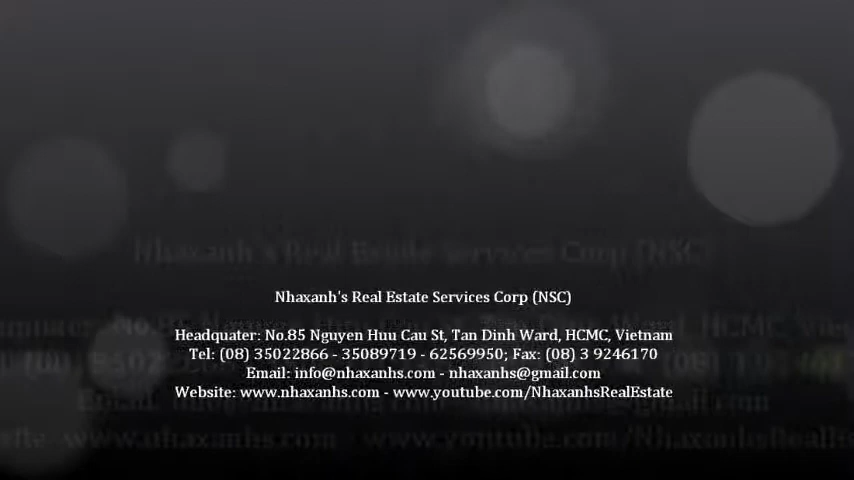 Nhaxanh's Real Estate Services Corp (NSC)
Headquater: No.85 Nguyen Huu Cau St, Tan Dinh Ward, HCMC, Vietnam
Tel: (08) 35022866 - 35089719 - 62569950; Fax: (08) 3 9246170
Email: info@nhaxanhs.com - nhaxanhs@gmail.com
Website: www.nhaxanhs.com - www.youtube.com/NhaxanhsRealEstate